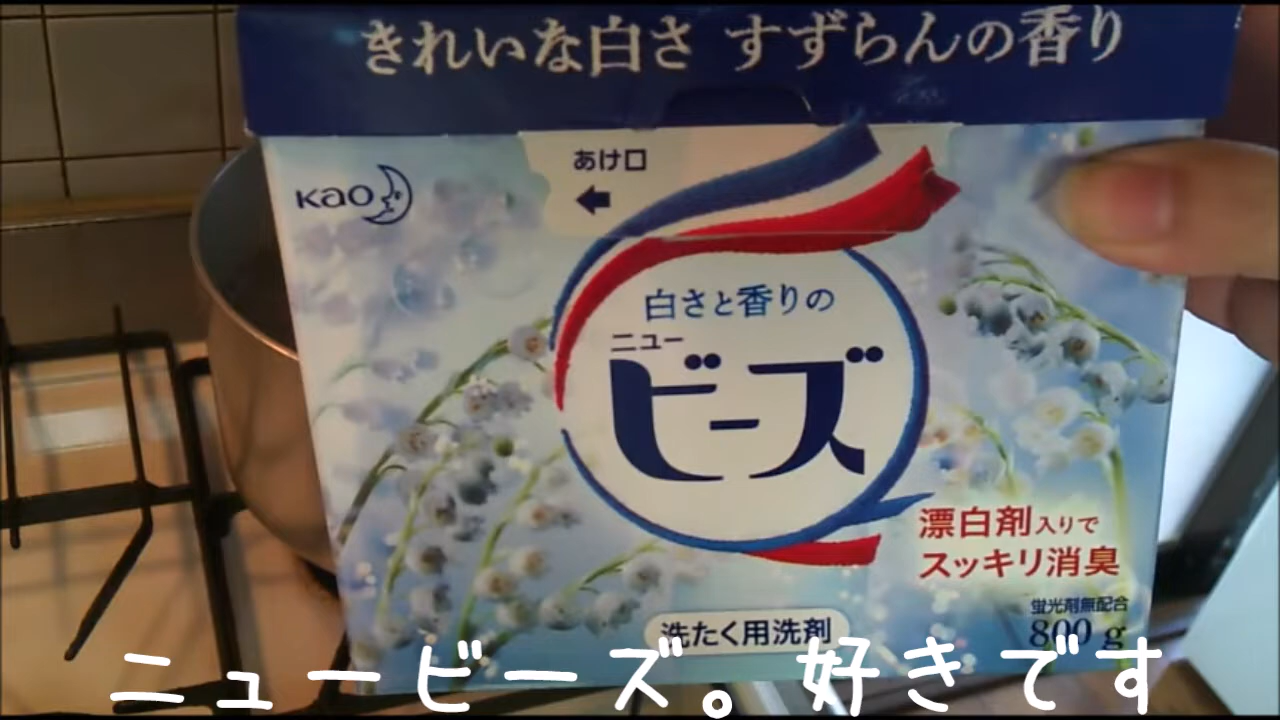 きれいな白さ すずらんの香り
あけ口
Kao
白さと香りの
ニュー
ビーズ
漂白剤入りで
スッキリ消臭
蛍光剤無配合
800g
洗たく用洗剤
ニュービーズ。好きです